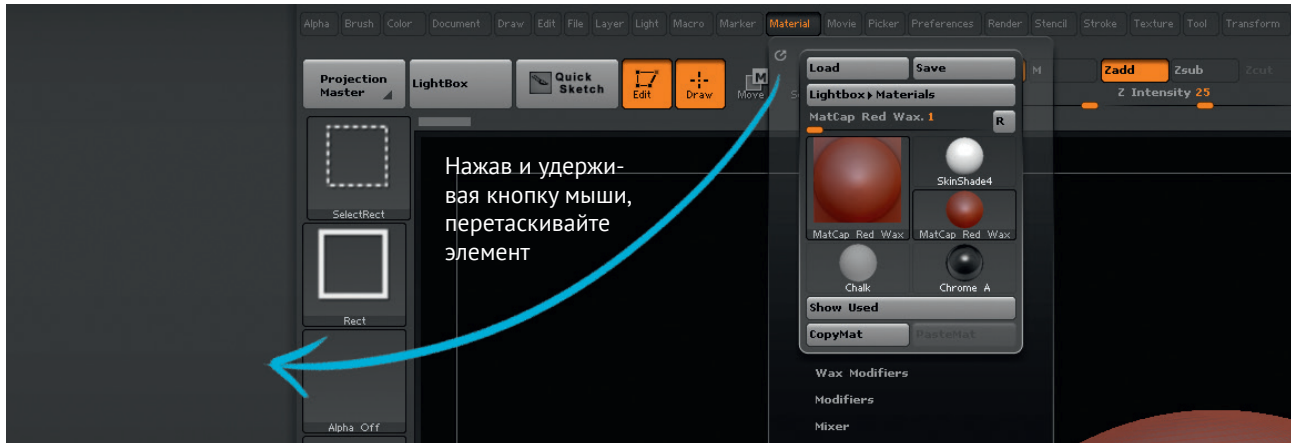 Alpha Brush Color Document Draw Edit File Layer Light Macro Marker Material Movie Picker Preferences Render Stencil Stroke Texture Tool Transform
Projection
Master
LightBox
Quick
Sketch
Edit
Draw
Move
M
S
Load
Save
Lightbox▸Materials
MatCap Red Wax. 1
R
M
Zadd
Zsub
Zcut
Z Intensity 25
SelectRect
Rect
Alpha Off
Нажав и удержи-
вая кнопку мыши,
перетаскивайте
элемент
SkinShade4
MatCap Red Wax
MatCap Red Wax
Chalk
Chrome A
Show Used
CopyMat
PasteMat
Wax Modifiers
Modifiers
Mixer